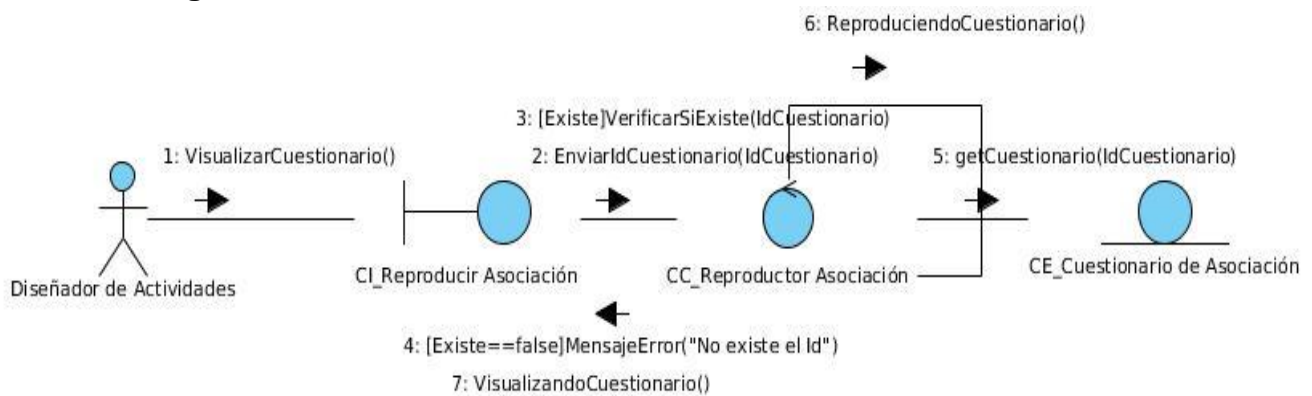 6: ReproduciendoCuestionario()
3: [Existe]VerificarSiExiste(IdCuestionario)
1: VisualizarCuestionario()
2: EnviarIdCuestionario(IdCuestionario)
5: getCuestionario(IdCuestionario)
Diseñador de Actividades
CI_Reproducir Asociación
CC_Reproductor Asociación
CE_Cuestionario de Asociación
4: [Existe==false]MensajeError("No existe el Id")
7: VisualizandoCuestionario()